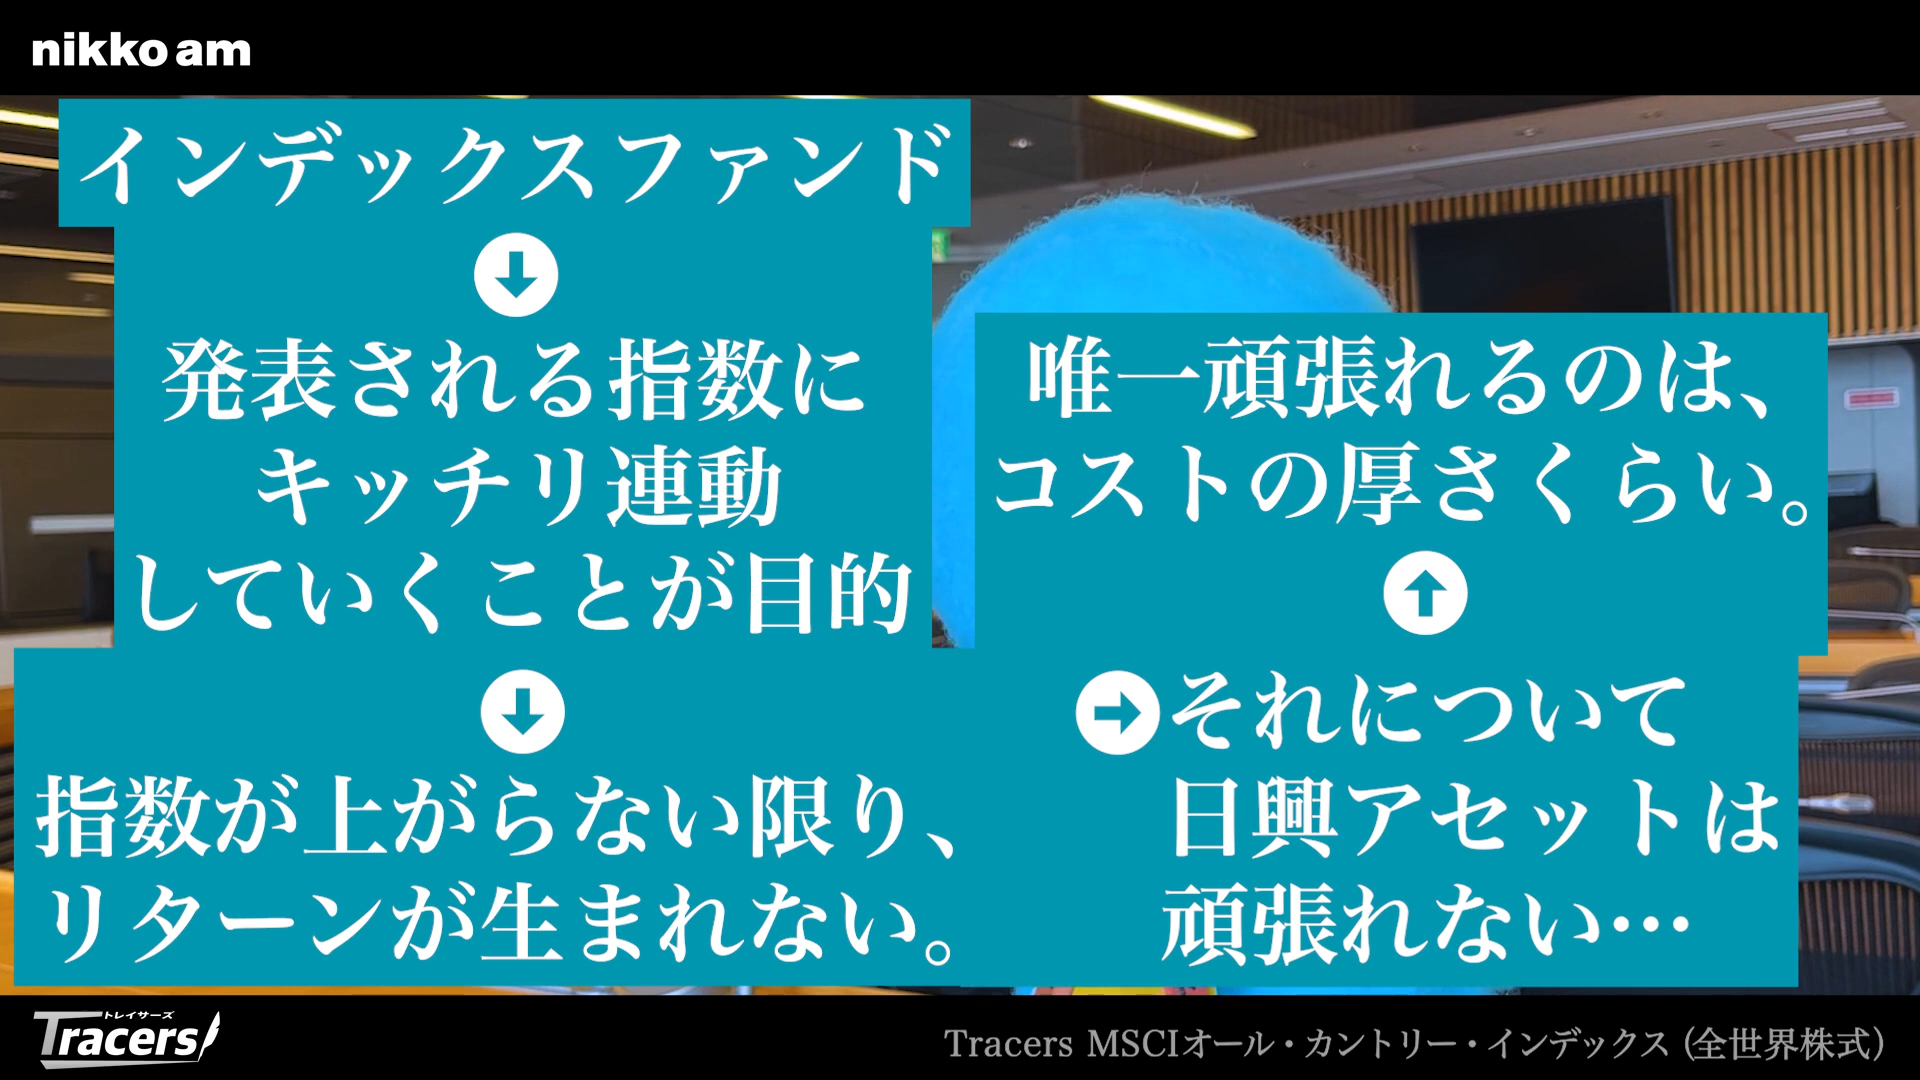 nikko am
インデックスファンド
発表される指数に
キッチリ連動
していくことが目的
指数が上がらない限り、
リターンが生まれない。
それについて
日興アセットは
頑張れない…
唯一頑張れるのは、
コストの厚さくらい。
トレイサーズ
Tracers
Tracers MSCIオール・カントリー・インデックス (全世界株式)